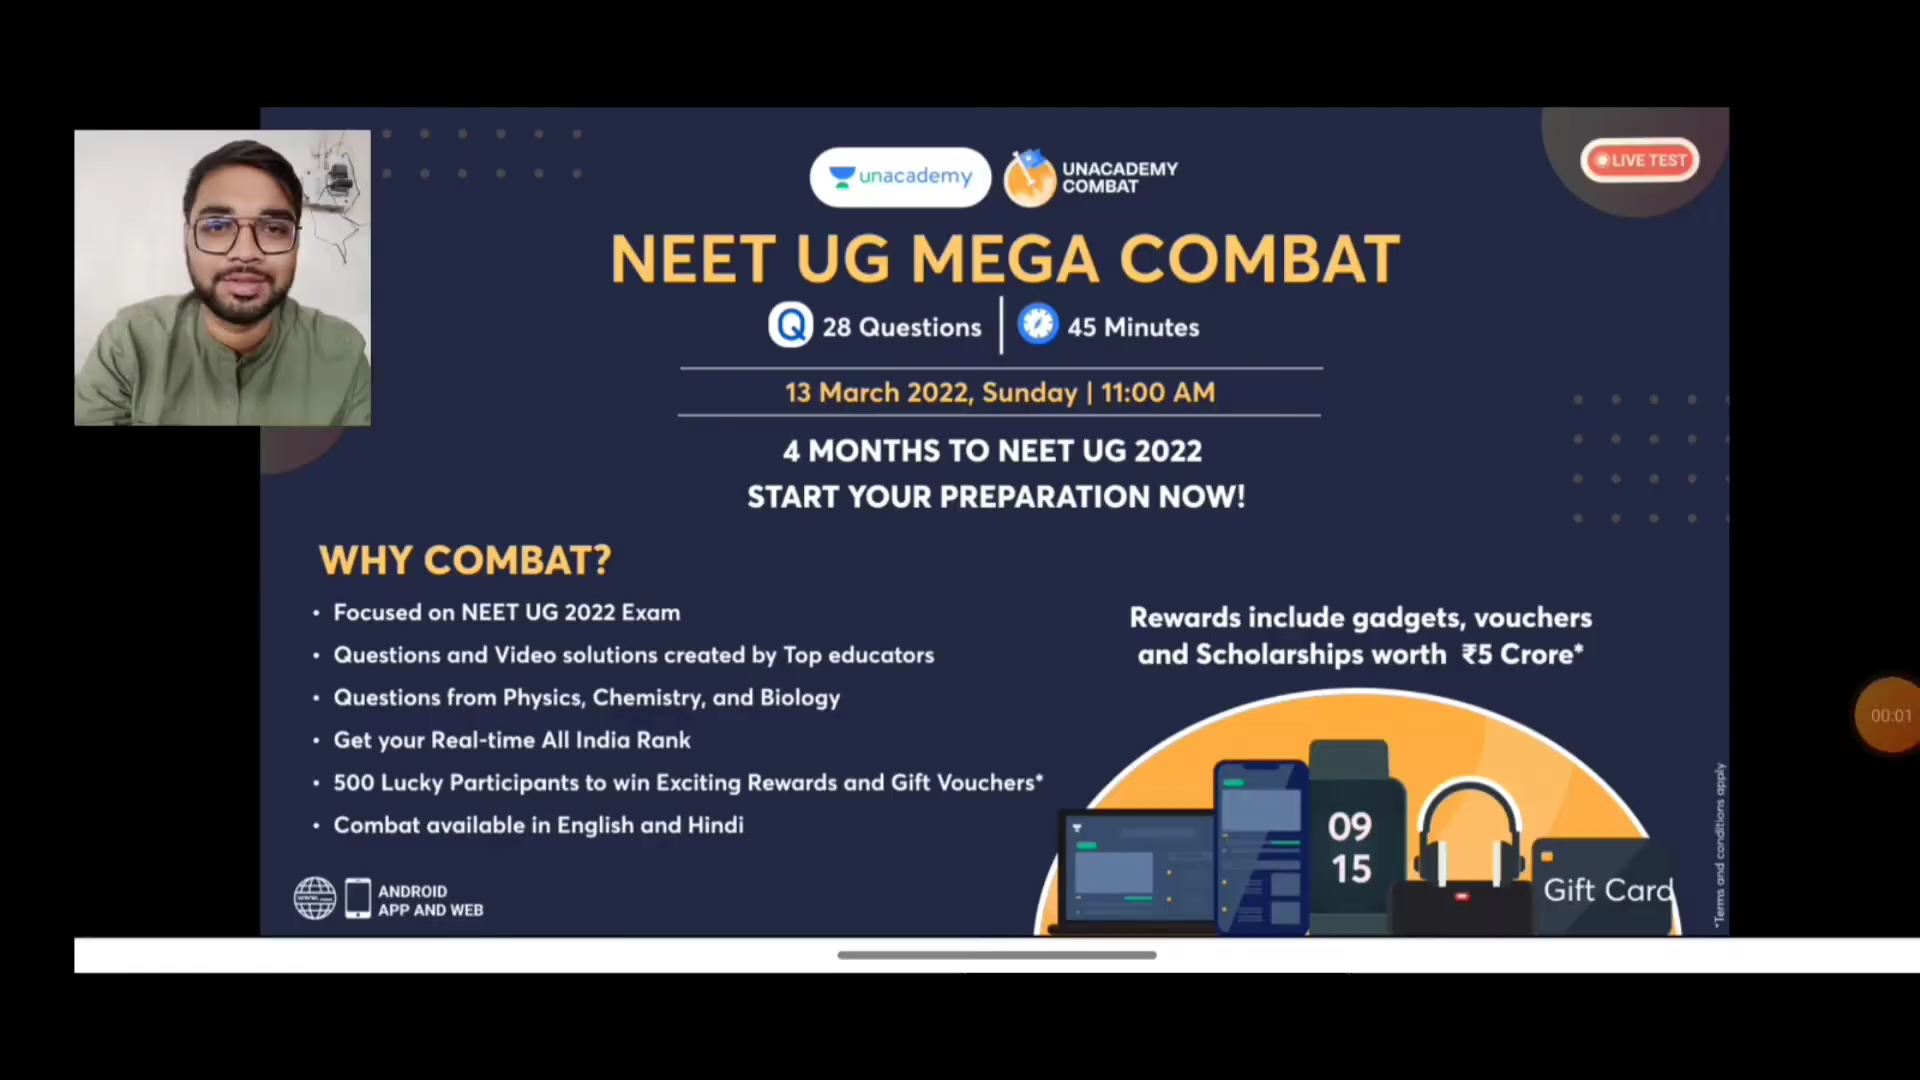 unacademy
UNACADEMY
COMBAT
LIVE TEST
NEET UG MEGA COMBAT
Q 28 Questions
45 Minutes
13 March 2022, Sunday | 11:00 AM
4 MONTHS TO NEET UG 2022
START YOUR PREPARATION NOW!
WHY COMBAT?
• Focused on NEET UG 2022 Exam
• Questions and Video solutions created by Top educators
• Questions from Physics, Chemistry, and Biology
• Get your Real-time All India Rank
• 500 Lucky Participants to win Exciting Rewards and Gift Vouchers*
• Combat available in English and Hindi
Rewards include gadgets, vouchers
and Scholarships worth ₹5 Crore*
00:01
09
15
Gift Card
*Terms and conditions apply
www
ANDROID
APP AND WEB